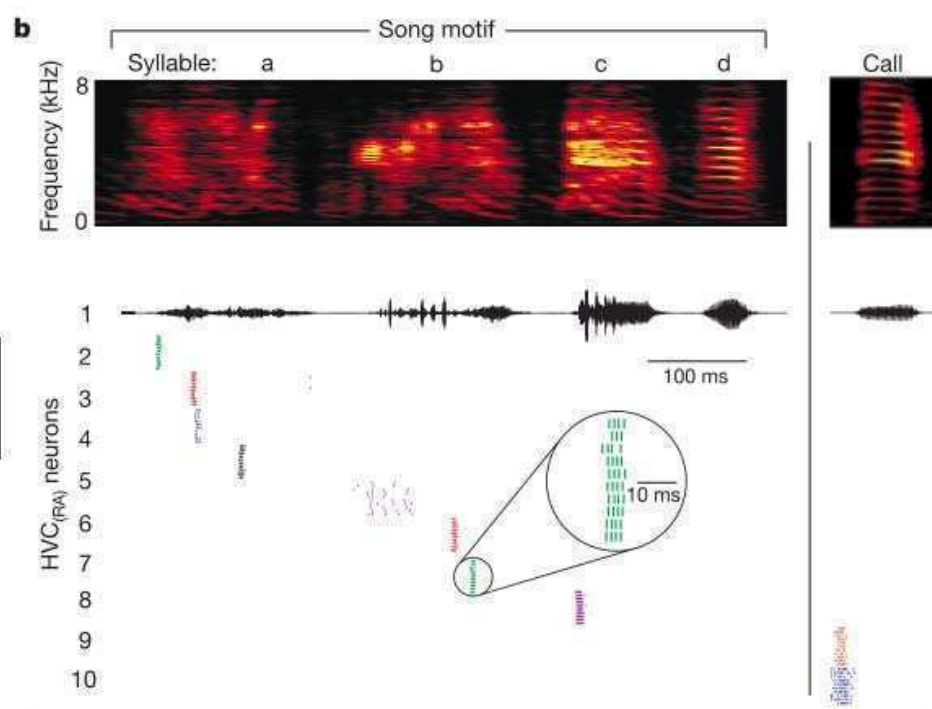 b
Song motif
Syllable: a b c d Call
8
Frequency (kHz)
0
1
2
100 ms
3
4
HVC(RA) neurons
5
10 ms
6
7
8
9
10